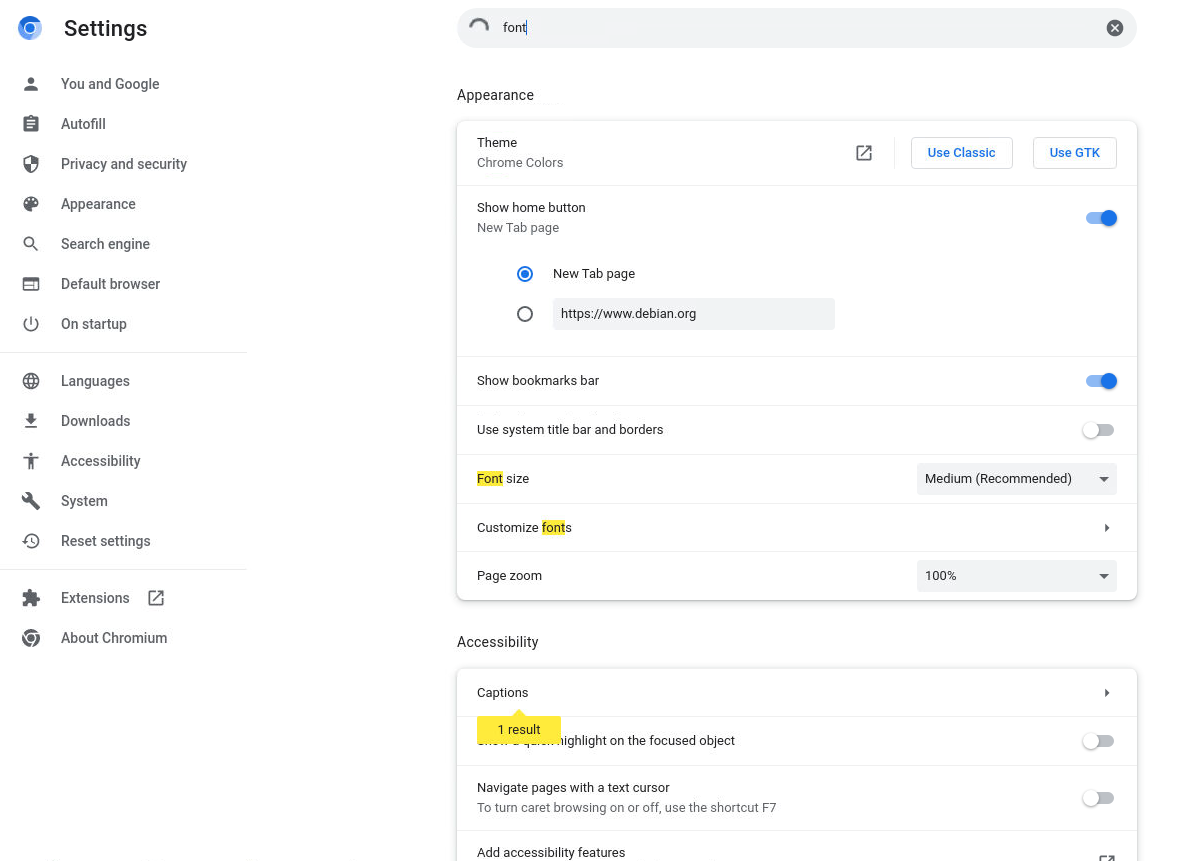 Settings
font
You and Google
Autofill
Privacy and security
Appearance
Search engine
Default browser
On startup
Languages
Downloads
Accessibility
System
Reset settings
Extensions
About Chromium
Appearance
Theme
Chrome Colors
Use Classic
Use GTK
Show home button
New Tab page
New Tab page
https://www.debian.org
Show bookmarks bar
Use system title bar and borders
Font size
Medium (Recommended)
Customize fonts
Page zoom
100%
Accessibility
Captions
1 result
highlight on the focused object
Navigate pages with a text cursor
To turn caret browsing on or off, use the shortcut F7
Add accessibility features